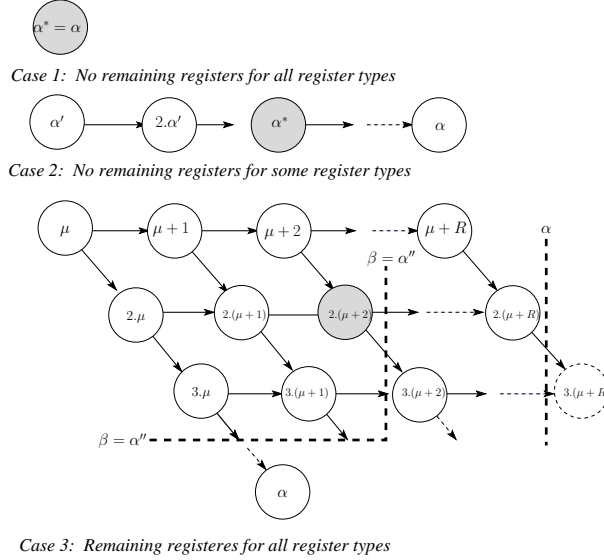 α* = α
Case 1: No remaining registers for all register types
α′ 2.α′ α* α
Case 2: No remaining registers for some register types
μ μ + 1 μ + 2 μ + R α
β = α″
2.μ 2.(μ+1) 2.(μ+2) 2.(μ+R)
3.μ 3.(μ+1) 3.(μ+2) 3.(μ+R
β = α″
α
Case 3: Remaining registeres for all register types